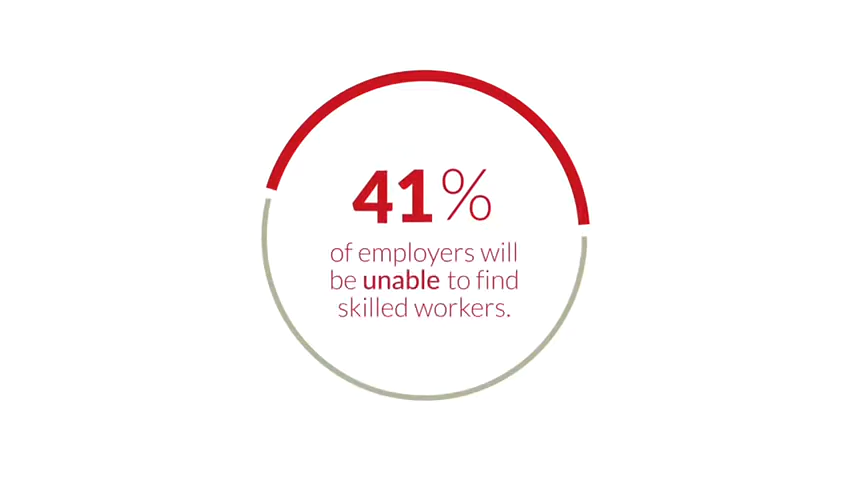 41%
of employers will
be unable to find
skilled workers.